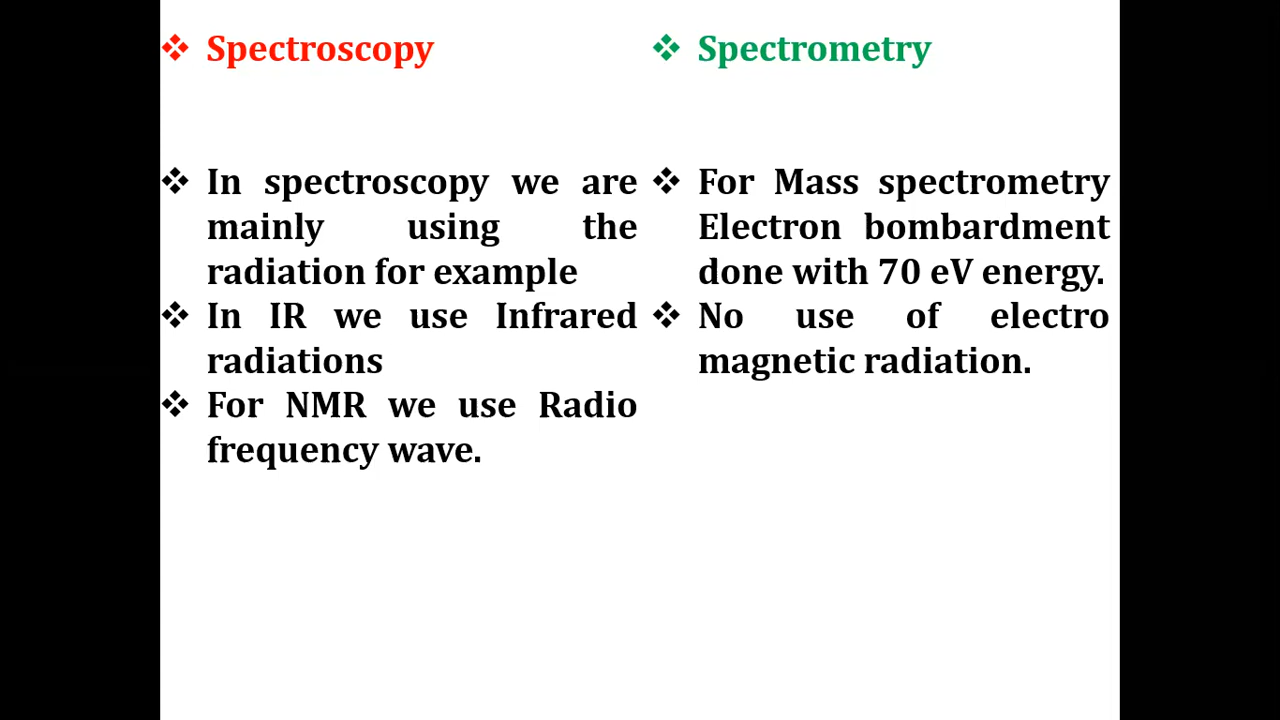 Spectroscopy
In spectroscopy we are
mainly using the
radiation for example
In IR we use Infrared
radiations
For NMR we use Radio
frequency wave.
Spectrometry
For Mass spectrometry
Electron bombardment
done with 70 eV energy.
No use of electro
magnetic radiation.